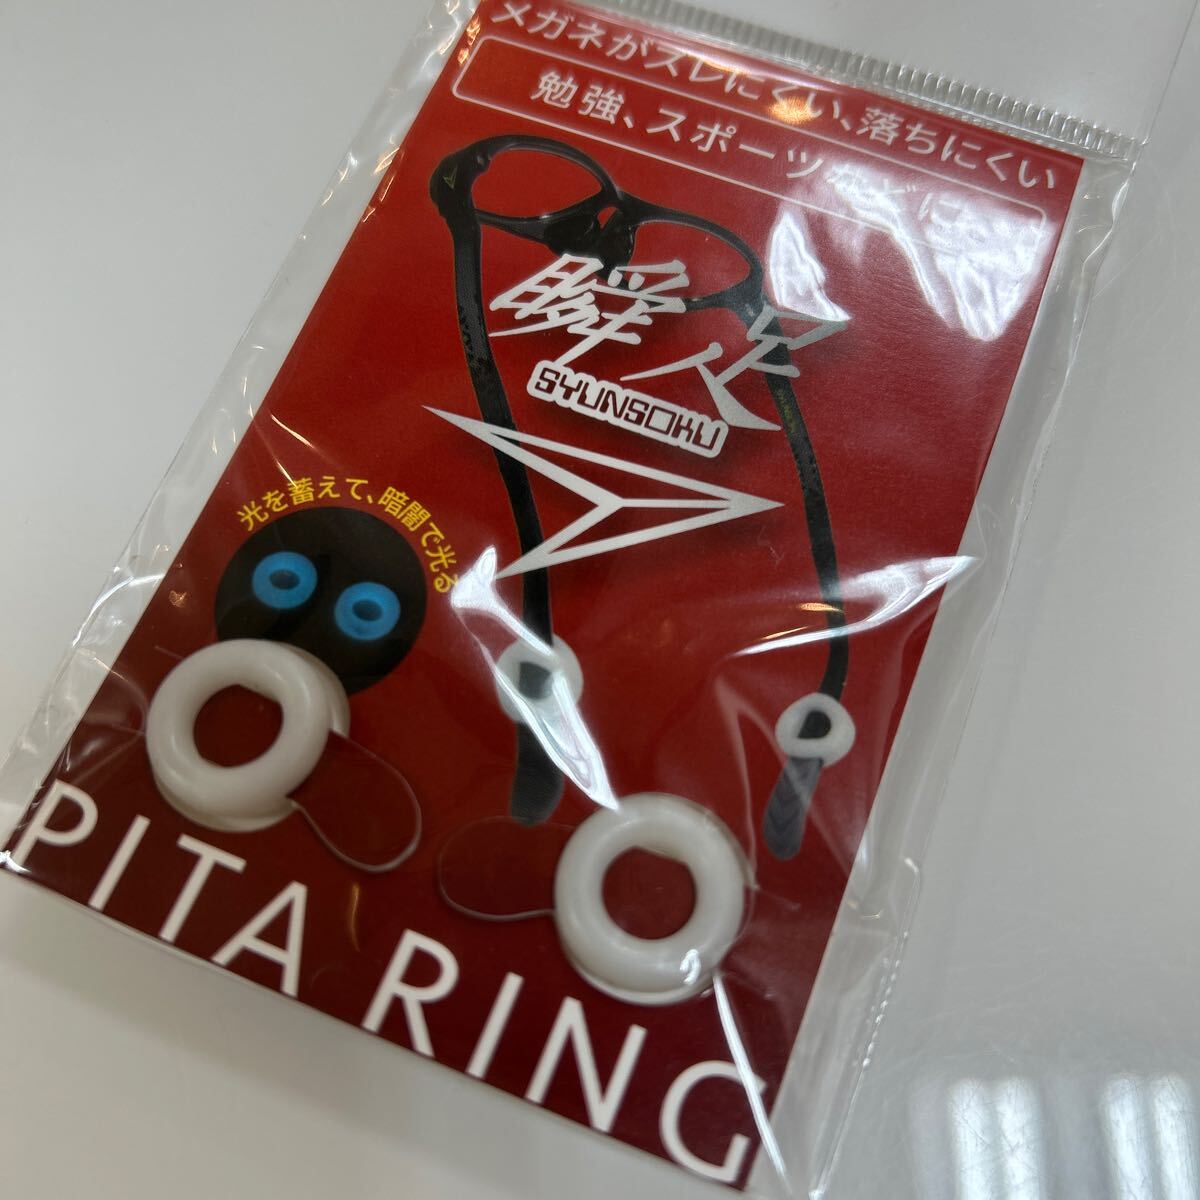 メガネがズレにくい、落ちにくい
勉強、スポーツなどに
瞬足
SYUNSOKU
光を蓄えて、暗闇で光る
PITA RING